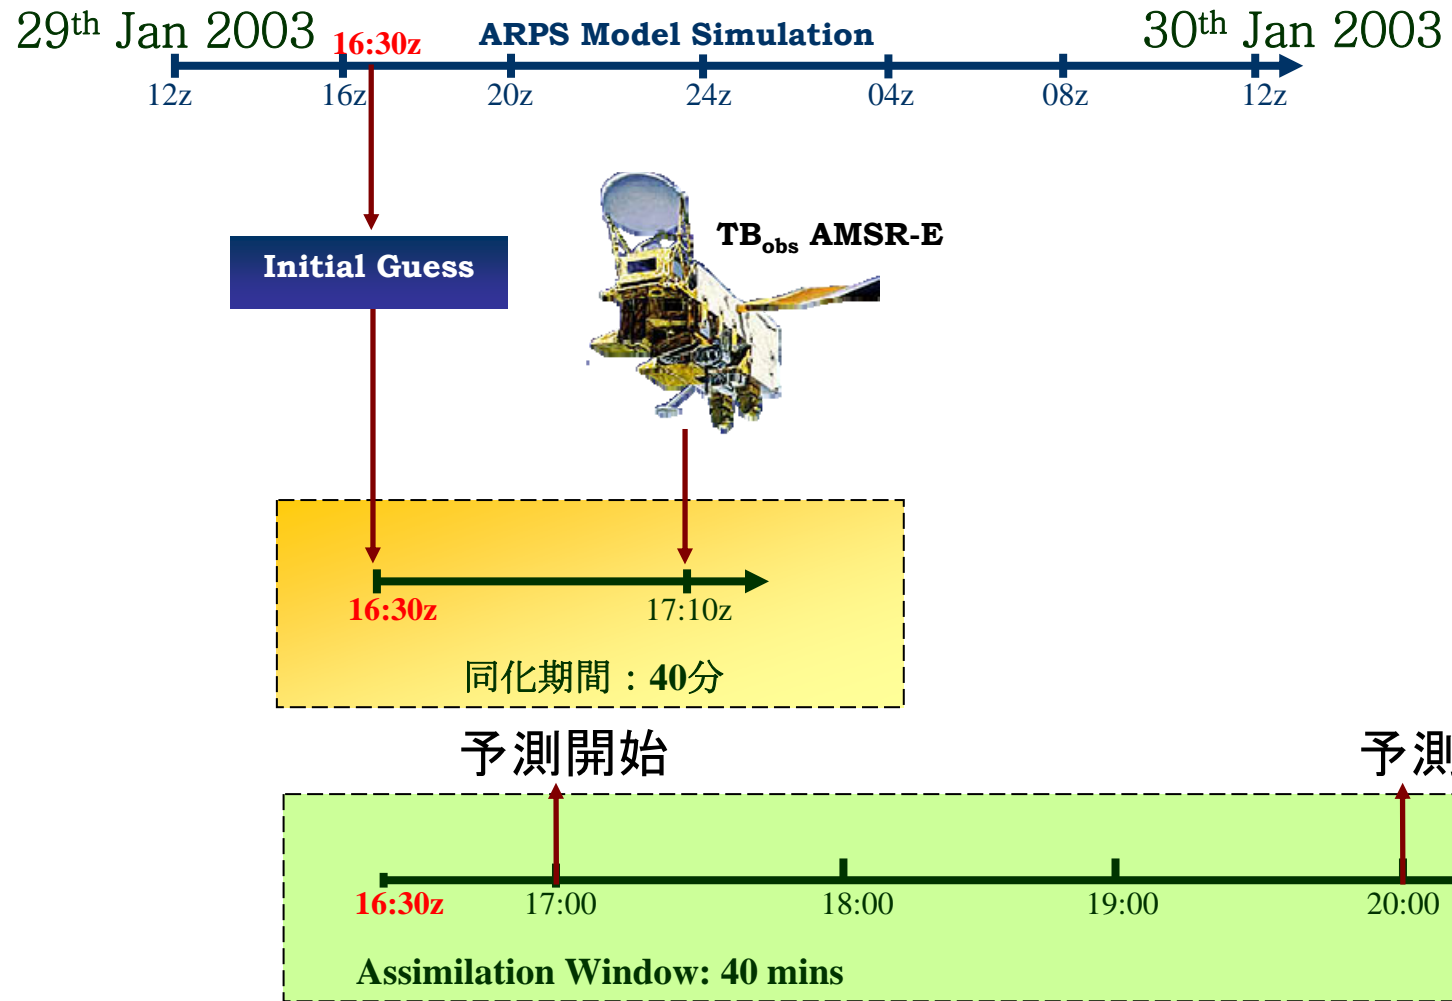 29th Jan 2003
16:30z
ARPS Model Simulation
30th Jan 2003
12z 16z 20z 24z 04z 08z 12z
TBobs AMSR-E
Initial Guess
16:30z 17:10z
同化期間：40分
予測開始 予測
16:30z 17:00 18:00 19:00 20:00
Assimilation Window: 40 mins